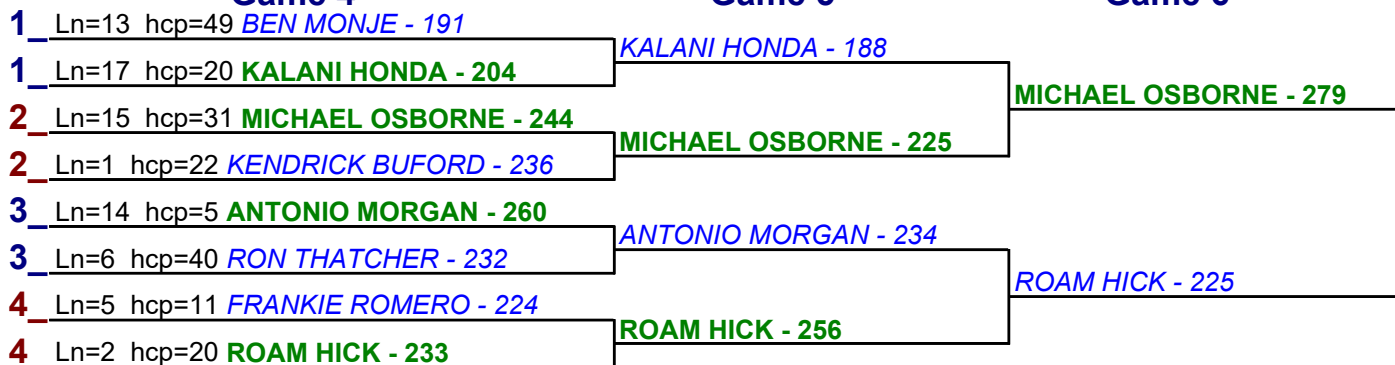 1_ Ln=13 hcp=49 BEN MONJE - 191
KALANI HONDA - 188
1_ Ln=17 hcp=20 KALANI HONDA - 204
MICHAEL OSBORNE - 279
2_ Ln=15 hcp=31 MICHAEL OSBORNE - 244
MICHAEL OSBORNE - 225
2_ Ln=1 hcp=22 KENDRICK BUFORD - 236
3_ Ln=14 hcp=5 ANTONIO MORGAN - 260
ANTONIO MORGAN - 234
3_ Ln=6 hcp=40 RON THATCHER - 232
ROAM HICK - 225
4_ Ln=5 hcp=11 FRANKIE ROMERO - 224
ROAM HICK - 256
4 Ln=2 hcp=20 ROAM HICK - 233